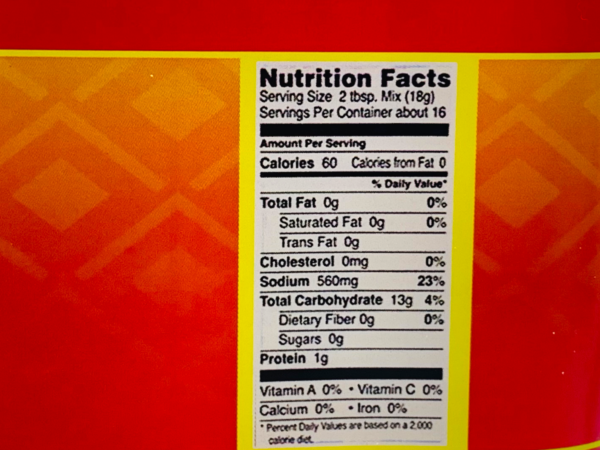 Nutrition Facts
Serving Size 2 tbsp. Mix (18g)
Servings Per Container about 16
Amount Per Serving
Calories 60 Calories from Fat 0
% Daily Value*
Total Fat 0g 0%
Saturated Fat 0g 0%
Trans Fat 0g
Cholesterol 0mg 0%
Sodium 560mg 23%
Total Carbohydrate 13g 4%
Dietary Fiber 0g 0%
Sugars 0g
Protein 1g
Vitamin A 0% • Vitamin C 0%
Calcium 0% • Iron 0%
* Percent Daily Values are based on a 2,000
calorie diet.